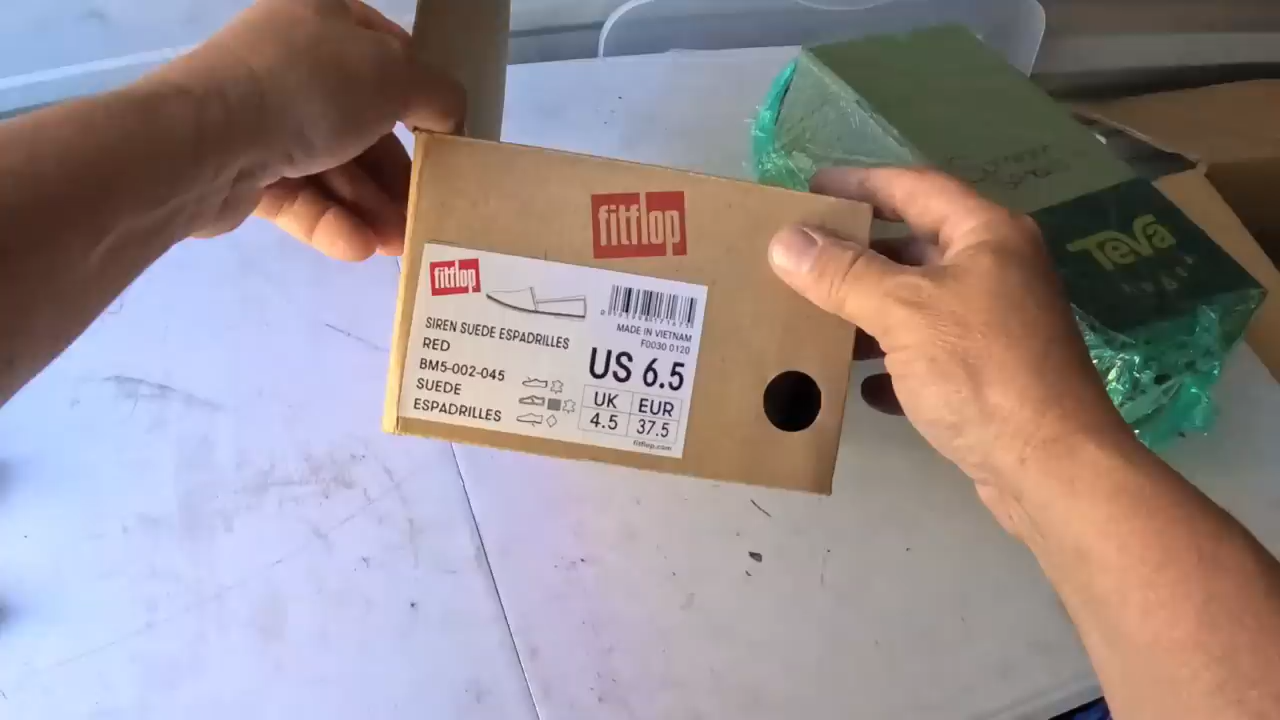 fitflop
fitflop
SIREN SUEDE ESPADRILLES
RED
BM5-002-045
SUEDE
ESPADRILLES
MADE IN VIETNAM
F0030 0120
US 6.5
UK EUR
4.5 37.5
fitflop.com
TeVa